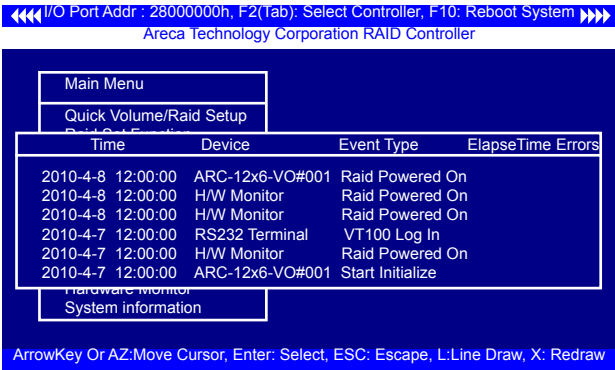 I/O Port Addr : 28000000h, F2(Tab): Select Controller, F10: Reboot System
Areca Technology Corporation RAID Controller
Main Menu
Quick Volume/Raid Setup
Raid Set Function
Time Device Event Type ElapseTime Errors
2010-4-8 12:00:00 ARC-12x6-VO#001 Raid Powered On
2010-4-8 12:00:00 H/W Monitor Raid Powered On
2010-4-8 12:00:00 H/W Monitor Raid Powered On
2010-4-7 12:00:00 RS232 Terminal VT100 Log In
2010-4-7 12:00:00 H/W Monitor Raid Powered On
2010-4-7 12:00:00 ARC-12x6-VO#001 Start Initialize
Hardware Monitor
System information
ArrowKey Or AZ:Move Cursor, Enter: Select, ESC: Escape, L:Line Draw, X: Redraw